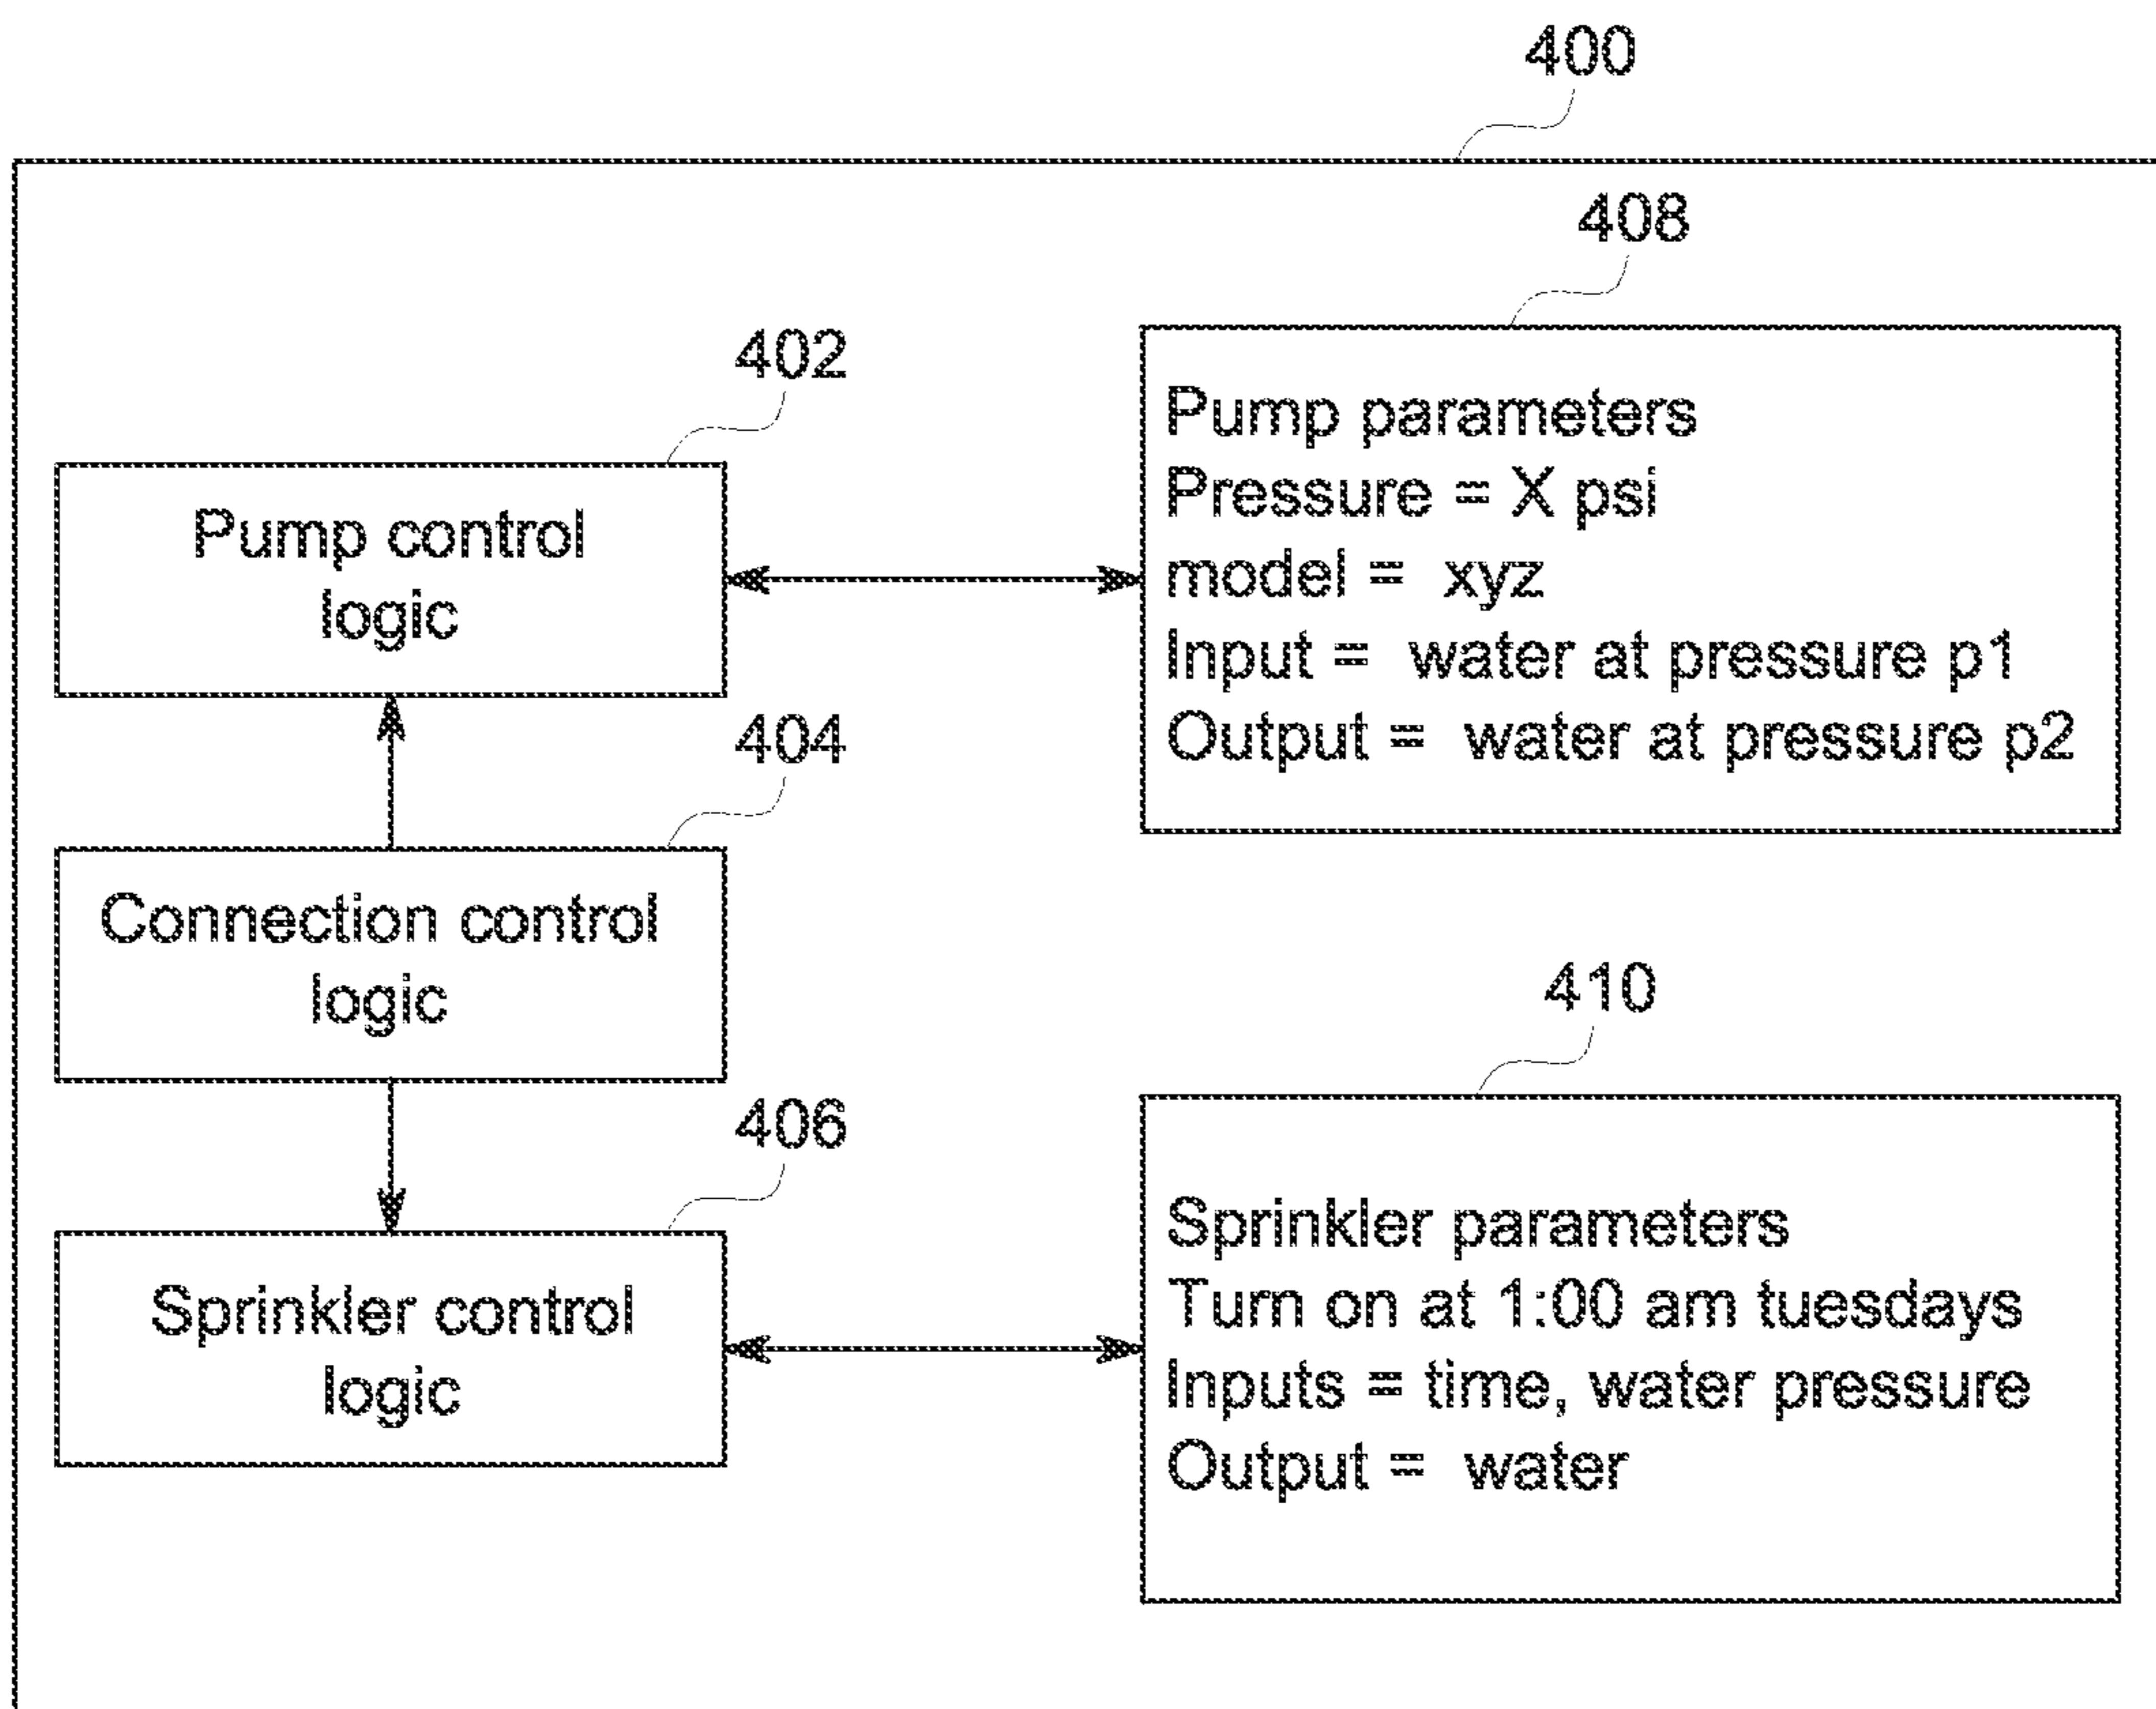 400
408
402
Pump parameters
Pressure = X psi
model = xyz
Input = water at pressure p1
Output = water at pressure p2
Pump control
logic
404
Connection control
logic
410
406
Sprinkler parameters
Turn on at 1:00 am tuesdays
Inputs = time, water pressure
Output = water
Sprinkler control
logic